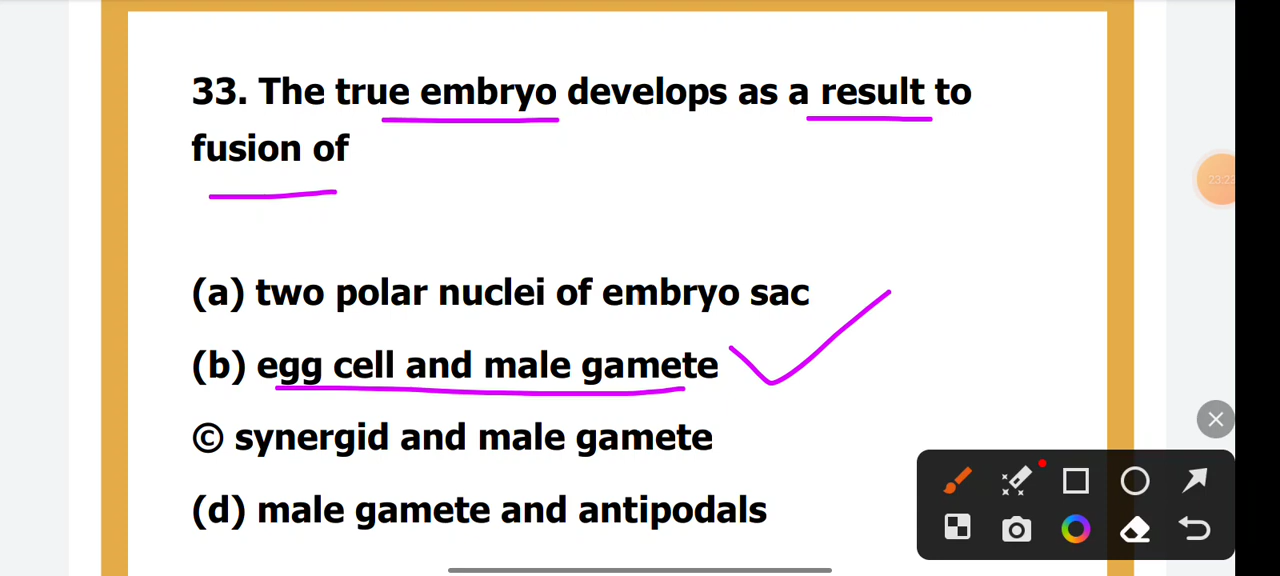 33. The true embryo develops as a result to
fusion of
(a) two polar nuclei of embryo sac
(b) egg cell and male gamete
© synergid and male gamete
(d) male gamete and antipodals